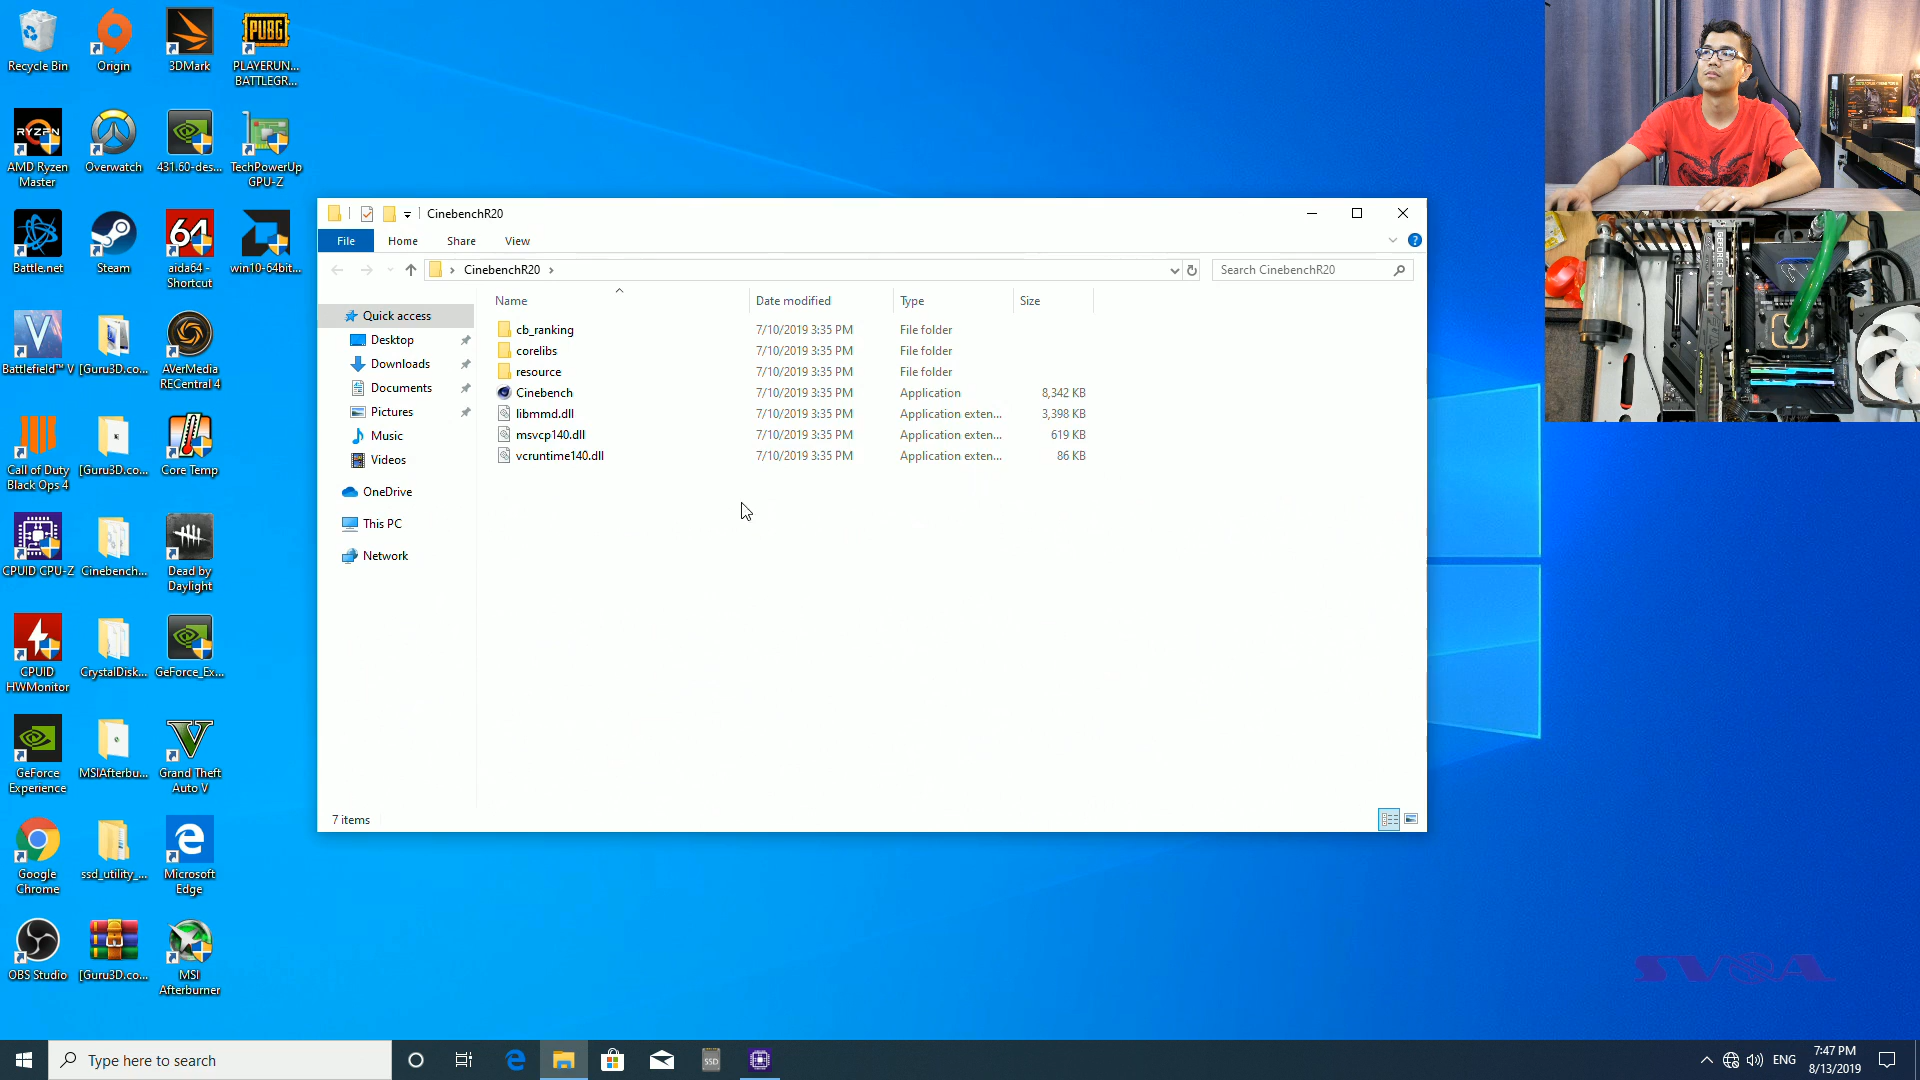 Recycle Bin
Origin
3DMark
PUBG
PLAYERUN...
BATTLEGR...
RYZEN
AMD Ryzen
Master
Overwatch
431.60-des...
TechPowerUp
GPU-Z
Battle.net
Steam
64
aida64 -
Shortcut
win10-64bit...
V
Battlefield™ V
[Guru3D.co...
AVerMedia
RECentral 4
Call of Duty
Black Ops 4
[Guru3D.co...
Core Temp
CPUID CPU-Z
Cinebench...
Dead by
Daylight
CPUID
HWMonitor
CrystalDisk...
GeForce_Ex...
GeForce
Experience
MSIAfterbu...
V
Grand Theft
Auto V
Google
Chrome
ssd_utility_...
Microsoft
Edge
OBS Studio
[Guru3D.co...
MSI
Afterburner
CinebenchR20
File
Home
Share
View
CinebenchR20
Search CinebenchR20
Name
Date modified
Type
Size
Quick access
Desktop
Downloads
Documents
Pictures
Music
Videos
OneDrive
This PC
Network
cb_ranking 7/10/2019 3:35 PM File folder
corelibs 7/10/2019 3:35 PM File folder
resource 7/10/2019 3:35 PM File folder
Cinebench 7/10/2019 3:35 PM Application 8,342 KB
libmmd.dll 7/10/2019 3:35 PM Application exten... 3,398 KB
msvcp140.dll 7/10/2019 3:35 PM Application exten... 619 KB
vcruntime140.dll 7/10/2019 3:35 PM Application exten... 86 KB
7 items
GEFORCE RTX
SVOA
Type here to search
SSD
ENG
7:47 PM
8/13/2019